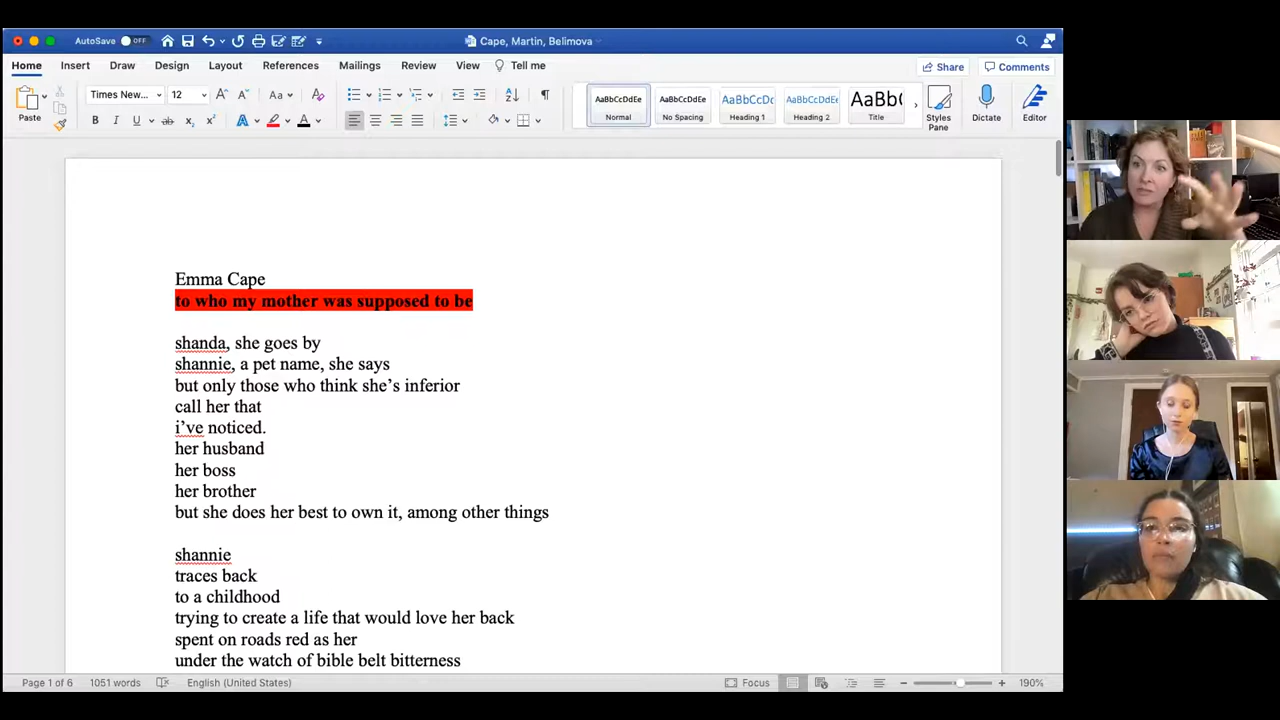 AutoSave OFF
Cape, Martin, Belimova
Home Insert Draw Design Layout References Mailings Review View Tell me
Share Comments
Paste
Times New... 12
Aa
B I U ab x₂ x² A A
AaBbCcDdEe AaBbCcDdEe AaBbCcDc AaBbCcDdEe AaBb(
Normal No Spacing Heading 1 Heading 2 Title
Styles Pane
Dictate
Editor
Emma Cape
to who my mother was supposed to be
shanda, she goes by
shannie, a pet name, she says
but only those who think she’s inferior
call her that
i’ve noticed.
her husband
her boss
her brother
but she does her best to own it, among other things
shannie
traces back
to a childhood
trying to create a life that would love her back
spent on roads red as her
under the watch of bible belt bitterness
Page 1 of 6 1051 words English (United States) Focus 190%